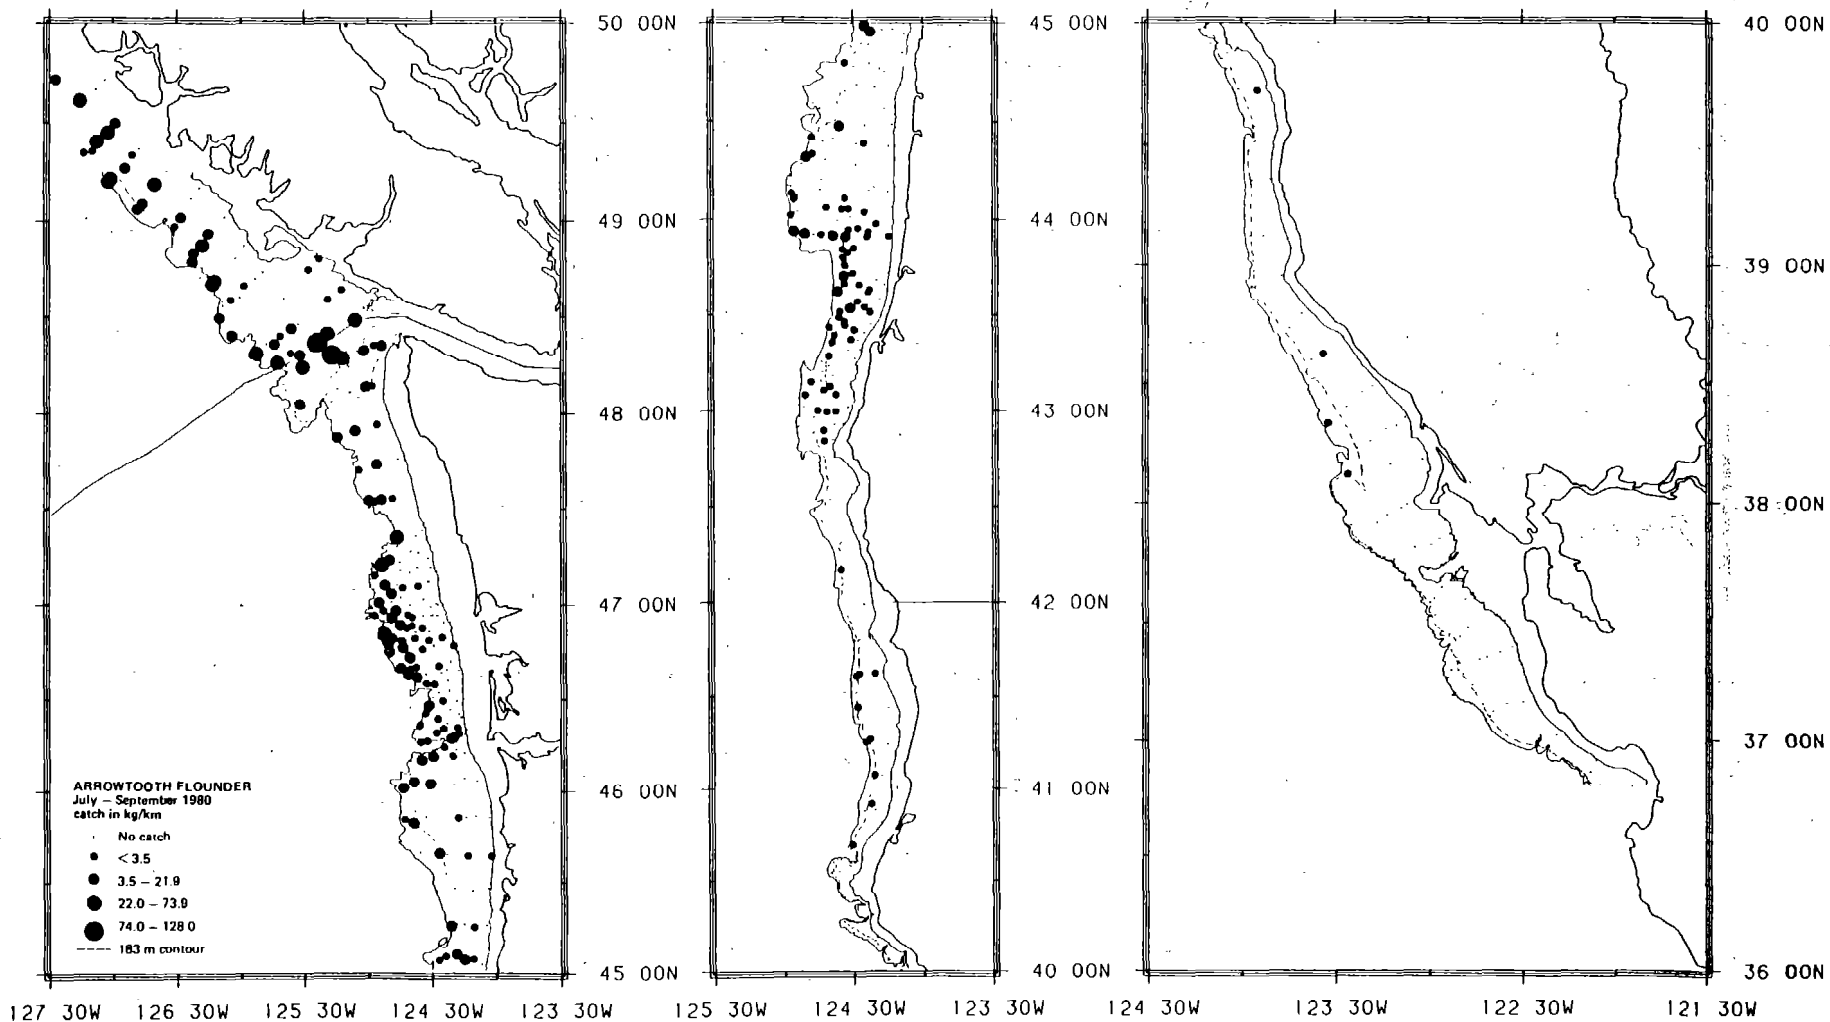 50 00N
49 00N
48 00N
47 00N
46 00N
45 00N
127 30W 126 30W 125 30W 124 30W 123 30W
ARROWTOOTH FLOUNDER
July – September 1980
catch in kg/km
No catch
< 3.5
3.5 – 21.9
22.0 – 73.9
74.0 – 128 0
183 m contour
45 00N
44 00N
43 00N
42 00N
41 00N
40 00N
125 30W 124 30W 123 30W
40 00N
39 00N
38 00N
37 00N
36 00N
124 30W 123 30W 122 30W 121 30W